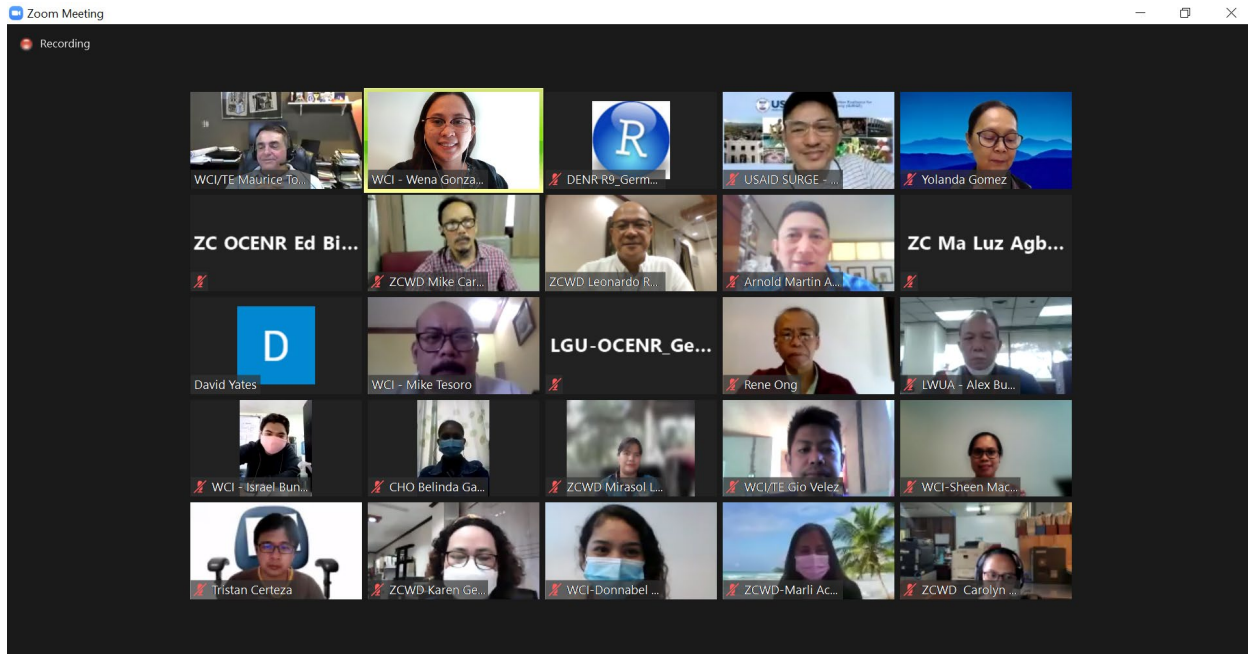 Zoom Meeting
Recording
WCI/TE Maurice To...
WCI - Wena Gonza...
R
DENR R9_Germ...
US
USAID SURGE - ...
Yolanda Gomez
ZC OCENR Ed Bi...
ZCWD Mike Car...
ZCWD Leonardo R...
Arnold Martin A...
ZC Ma Luz Agb...
D
David Yates
WCI - Mike Tesoro
LGU-OCENR_Ge...
Rene Ong
LWUA - Alex Bu...
WCI - Israel Bun...
CHO Belinda Ga...
ZCWD Mirasol L...
WCI/TE Gio Velez
WCI-Sheen Mac...
Tristan Certeza
ZCWD Karen Ge...
WCI-Donnabel ...
ZCWD-Marli Ac...
ZCWD Carolyn ...